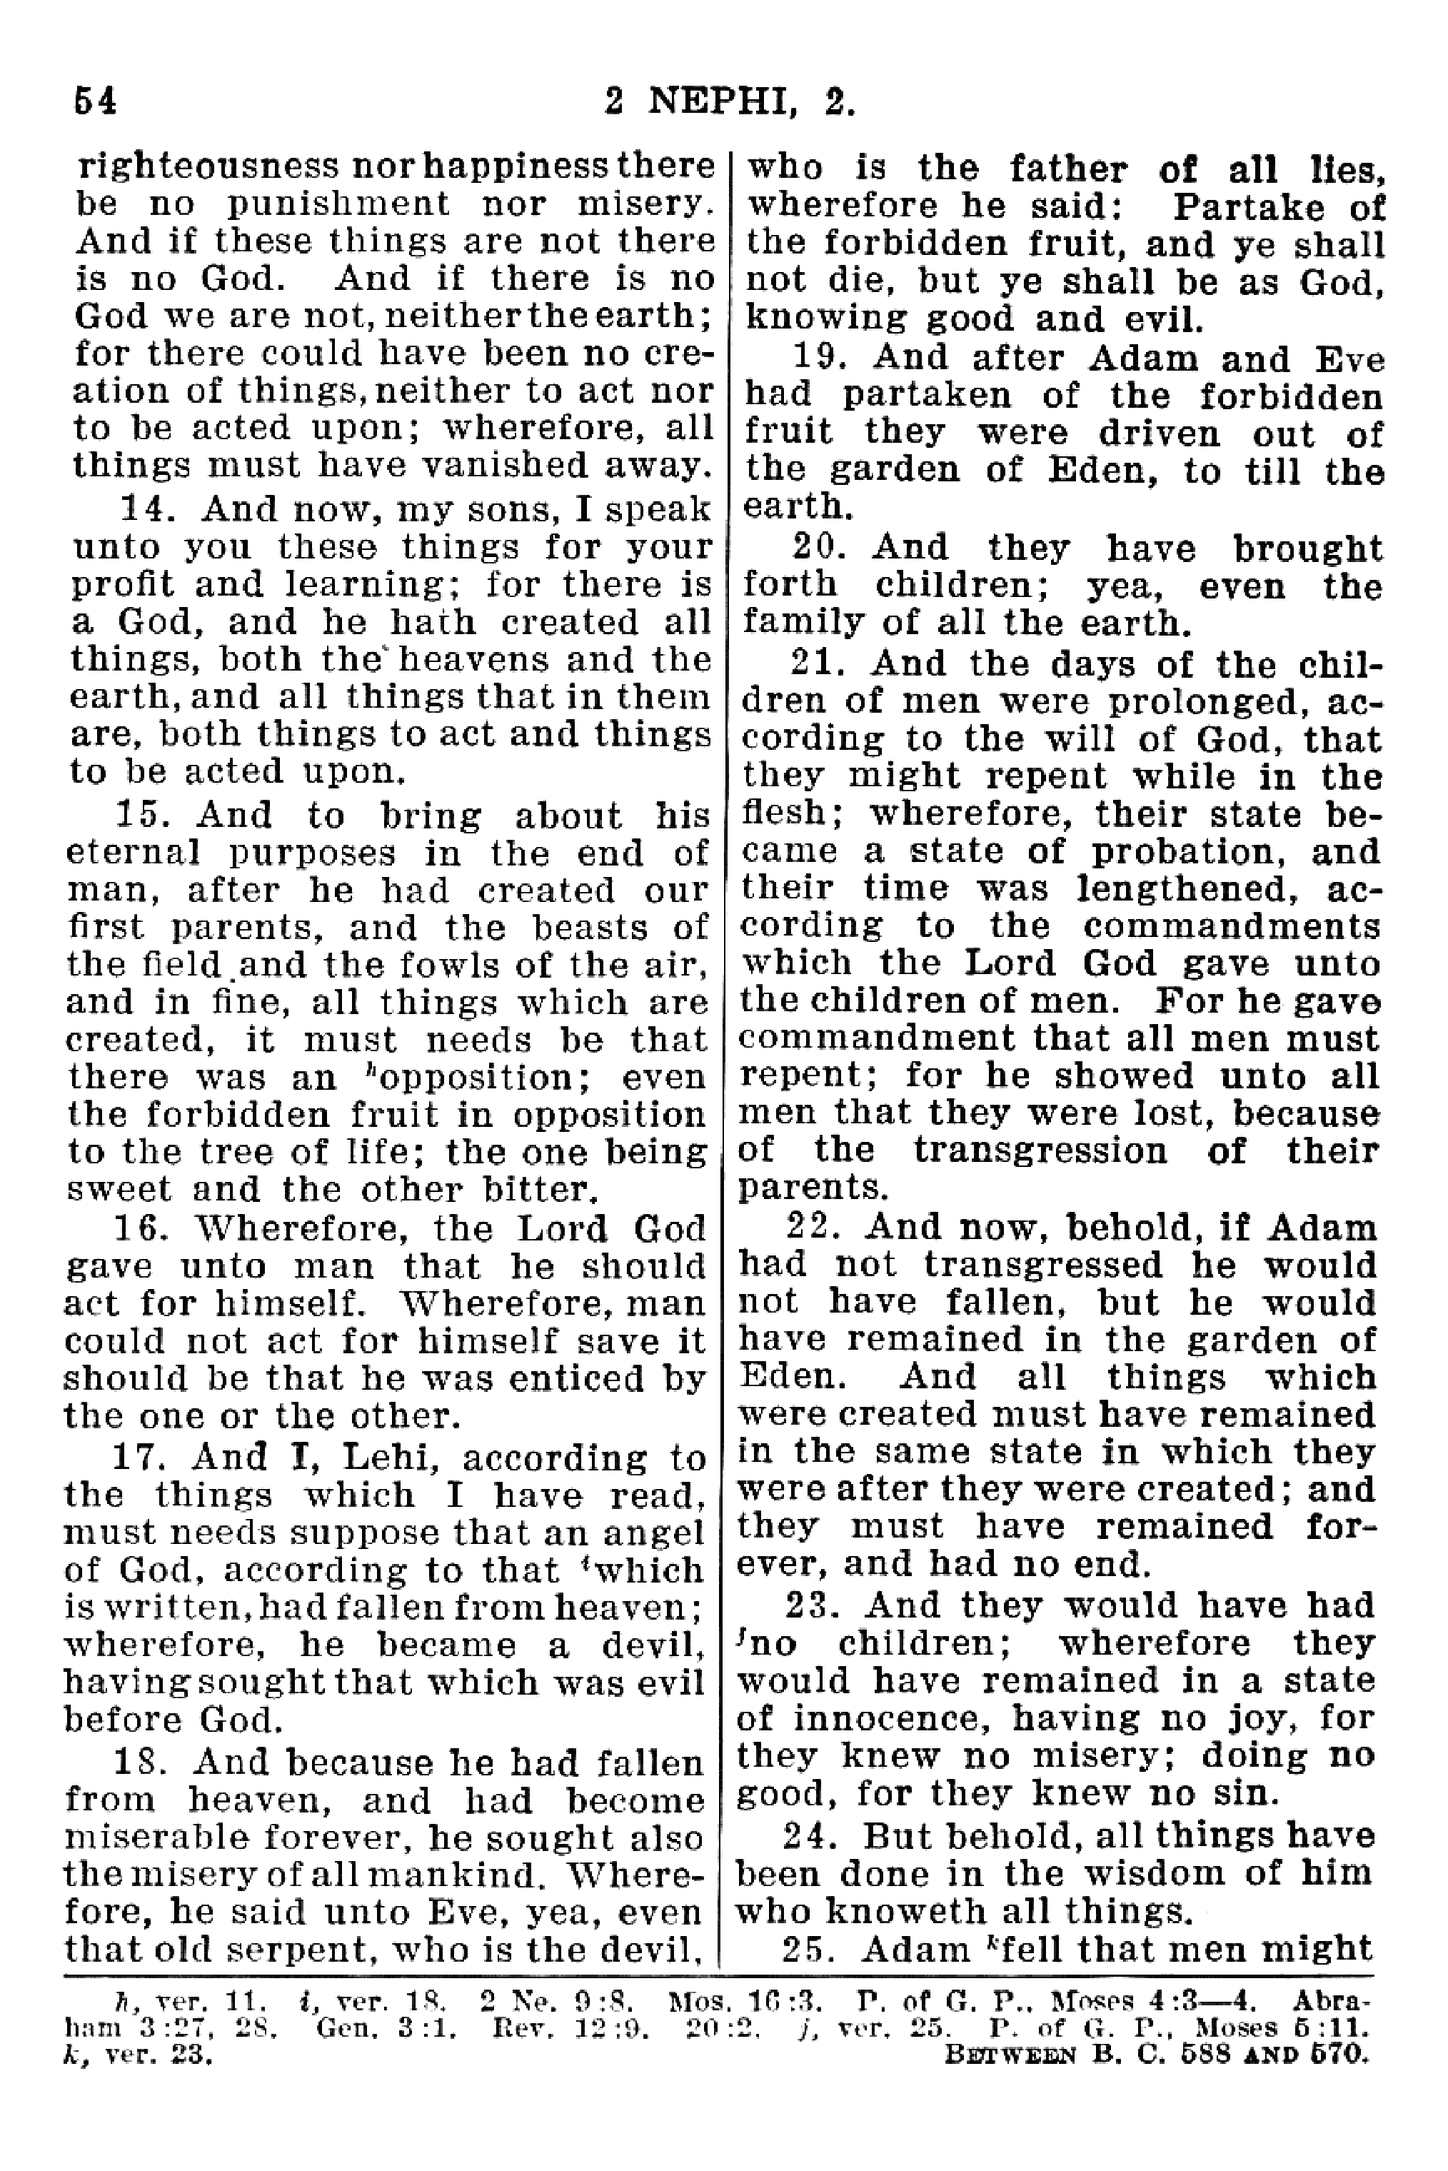 54
2 NEPHI, 2.
righteousness nor happiness there
be no punishment nor misery.
And if these things are not there
is no God. And if there is no
God we are not, neither the earth;
for there could have been no cre-
ation of things, neither to act nor
to be acted upon; wherefore, all
things must have vanished away.
14. And now, my sons, I speak
unto you these things for your
profit and learning; for there is
a God, and he hath created all
things, both the heavens and the
earth, and all things that in them
are, both things to act and things
to be acted upon.
15. And to bring about his
eternal purposes in the end of
man, after he had created our
first parents, and the beasts of
the field and the fowls of the air,
and in fine, all things which are
created, it must needs be that
there was an hopposition; even
the forbidden fruit in opposition
to the tree of life; the one being
sweet and the other bitter.
16. Wherefore, the Lord God
gave unto man that he should
act for himself. Wherefore, man
could not act for himself save it
should be that he was enticed by
the one or the other.
17. And I, Lehi, according to
the things which I have read,
must needs suppose that an angel
of God, according to that iwhich
is written, had fallen from heaven;
wherefore, he became a devil,
having sought that which was evil
before God.
18. And because he had fallen
from heaven, and had become
miserable forever, he sought also
the misery of all mankind. Where-
fore, he said unto Eve, yea, even
that old serpent, who is the devil,
who is the father of all lies,
wherefore he said: Partake of
the forbidden fruit, and ye shall
not die, but ye shall be as God,
knowing good and evil.
19. And after Adam and Eve
had partaken of the forbidden
fruit they were driven out of
the garden of Eden, to till the
earth.
20. And they have brought
forth children; yea, even the
family of all the earth.
21. And the days of the chil-
dren of men were prolonged, ac-
cording to the will of God, that
they might repent while in the
flesh; wherefore, their state be-
came a state of probation, and
their time was lengthened, ac-
cording to the commandments
which the Lord God gave unto
the children of men. For he gave
commandment that all men must
repent; for he showed unto all
men that they were lost, because
of the transgression of their
parents.
22. And now, behold, if Adam
had not transgressed he would
not have fallen, but he would
have remained in the garden of
Eden. And all things which
were created must have remained
in the same state in which they
were after they were created; and
they must have remained for-
ever, and had no end.
23. And they would have had
jno children; wherefore they
would have remained in a state
of innocence, having no joy, for
they knew no misery; doing no
good, for they knew no sin.
24. But behold, all things have
been done in the wisdom of him
who knoweth all things.
25. Adam kfell that men might
h, ver. 11. i, ver. 18. 2 Ne. 9:8. Mos. 16:3. P. of G. P., Moses 4:3—4. Abra-
ham 3:27, 28. Gen. 3:1. Rev. 12:9. 20:2. j, ver. 25. P. of G. P., Moses 5:11.
k, ver. 23.
BETWEEN B. C. 588 AND 570.